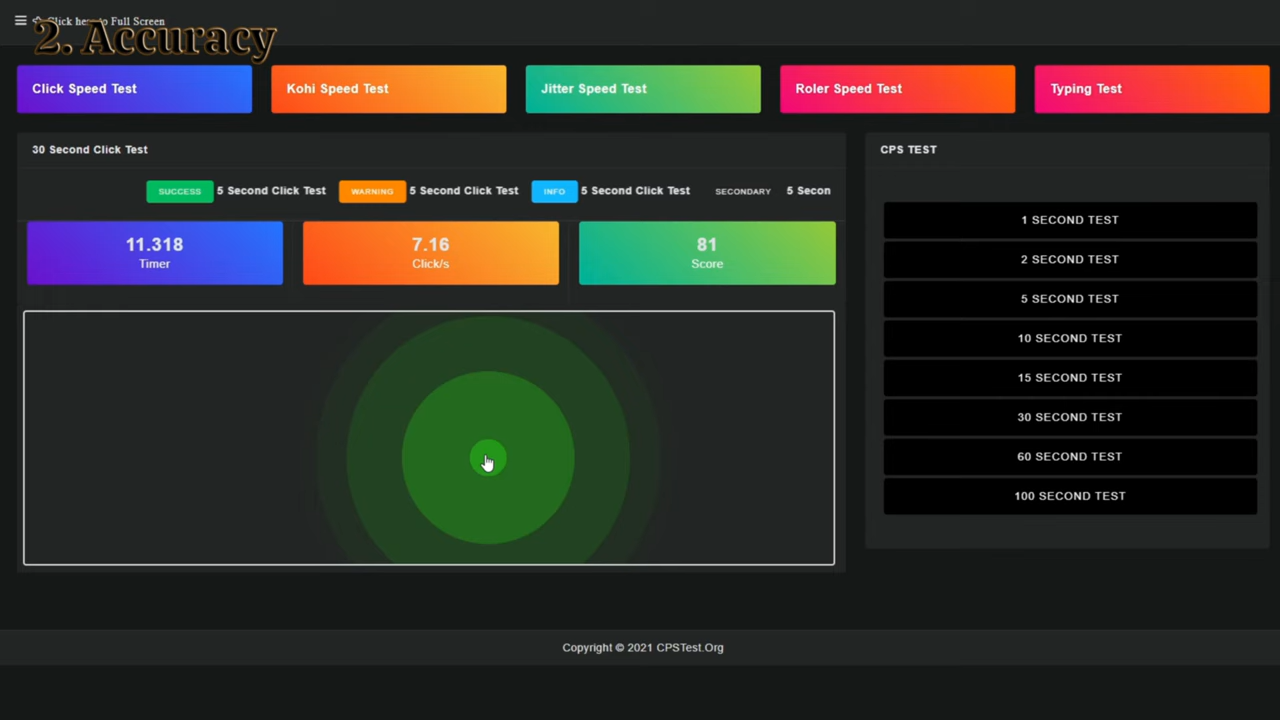 Click here to Full Screen
2. Accuracy
Click Speed Test
Kohi Speed Test
Jitter Speed Test
Roler Speed Test
Typing Test
30 Second Click Test
CPS TEST
SUCCESS 5 Second Click Test WARNING 5 Second Click Test INFO 5 Second Click Test SECONDARY 5 Secon
11.318
Timer
7.16
Click/s
81
Score
1 SECOND TEST
2 SECOND TEST
5 SECOND TEST
10 SECOND TEST
15 SECOND TEST
30 SECOND TEST
60 SECOND TEST
100 SECOND TEST
Copyright © 2021 CPSTest.Org